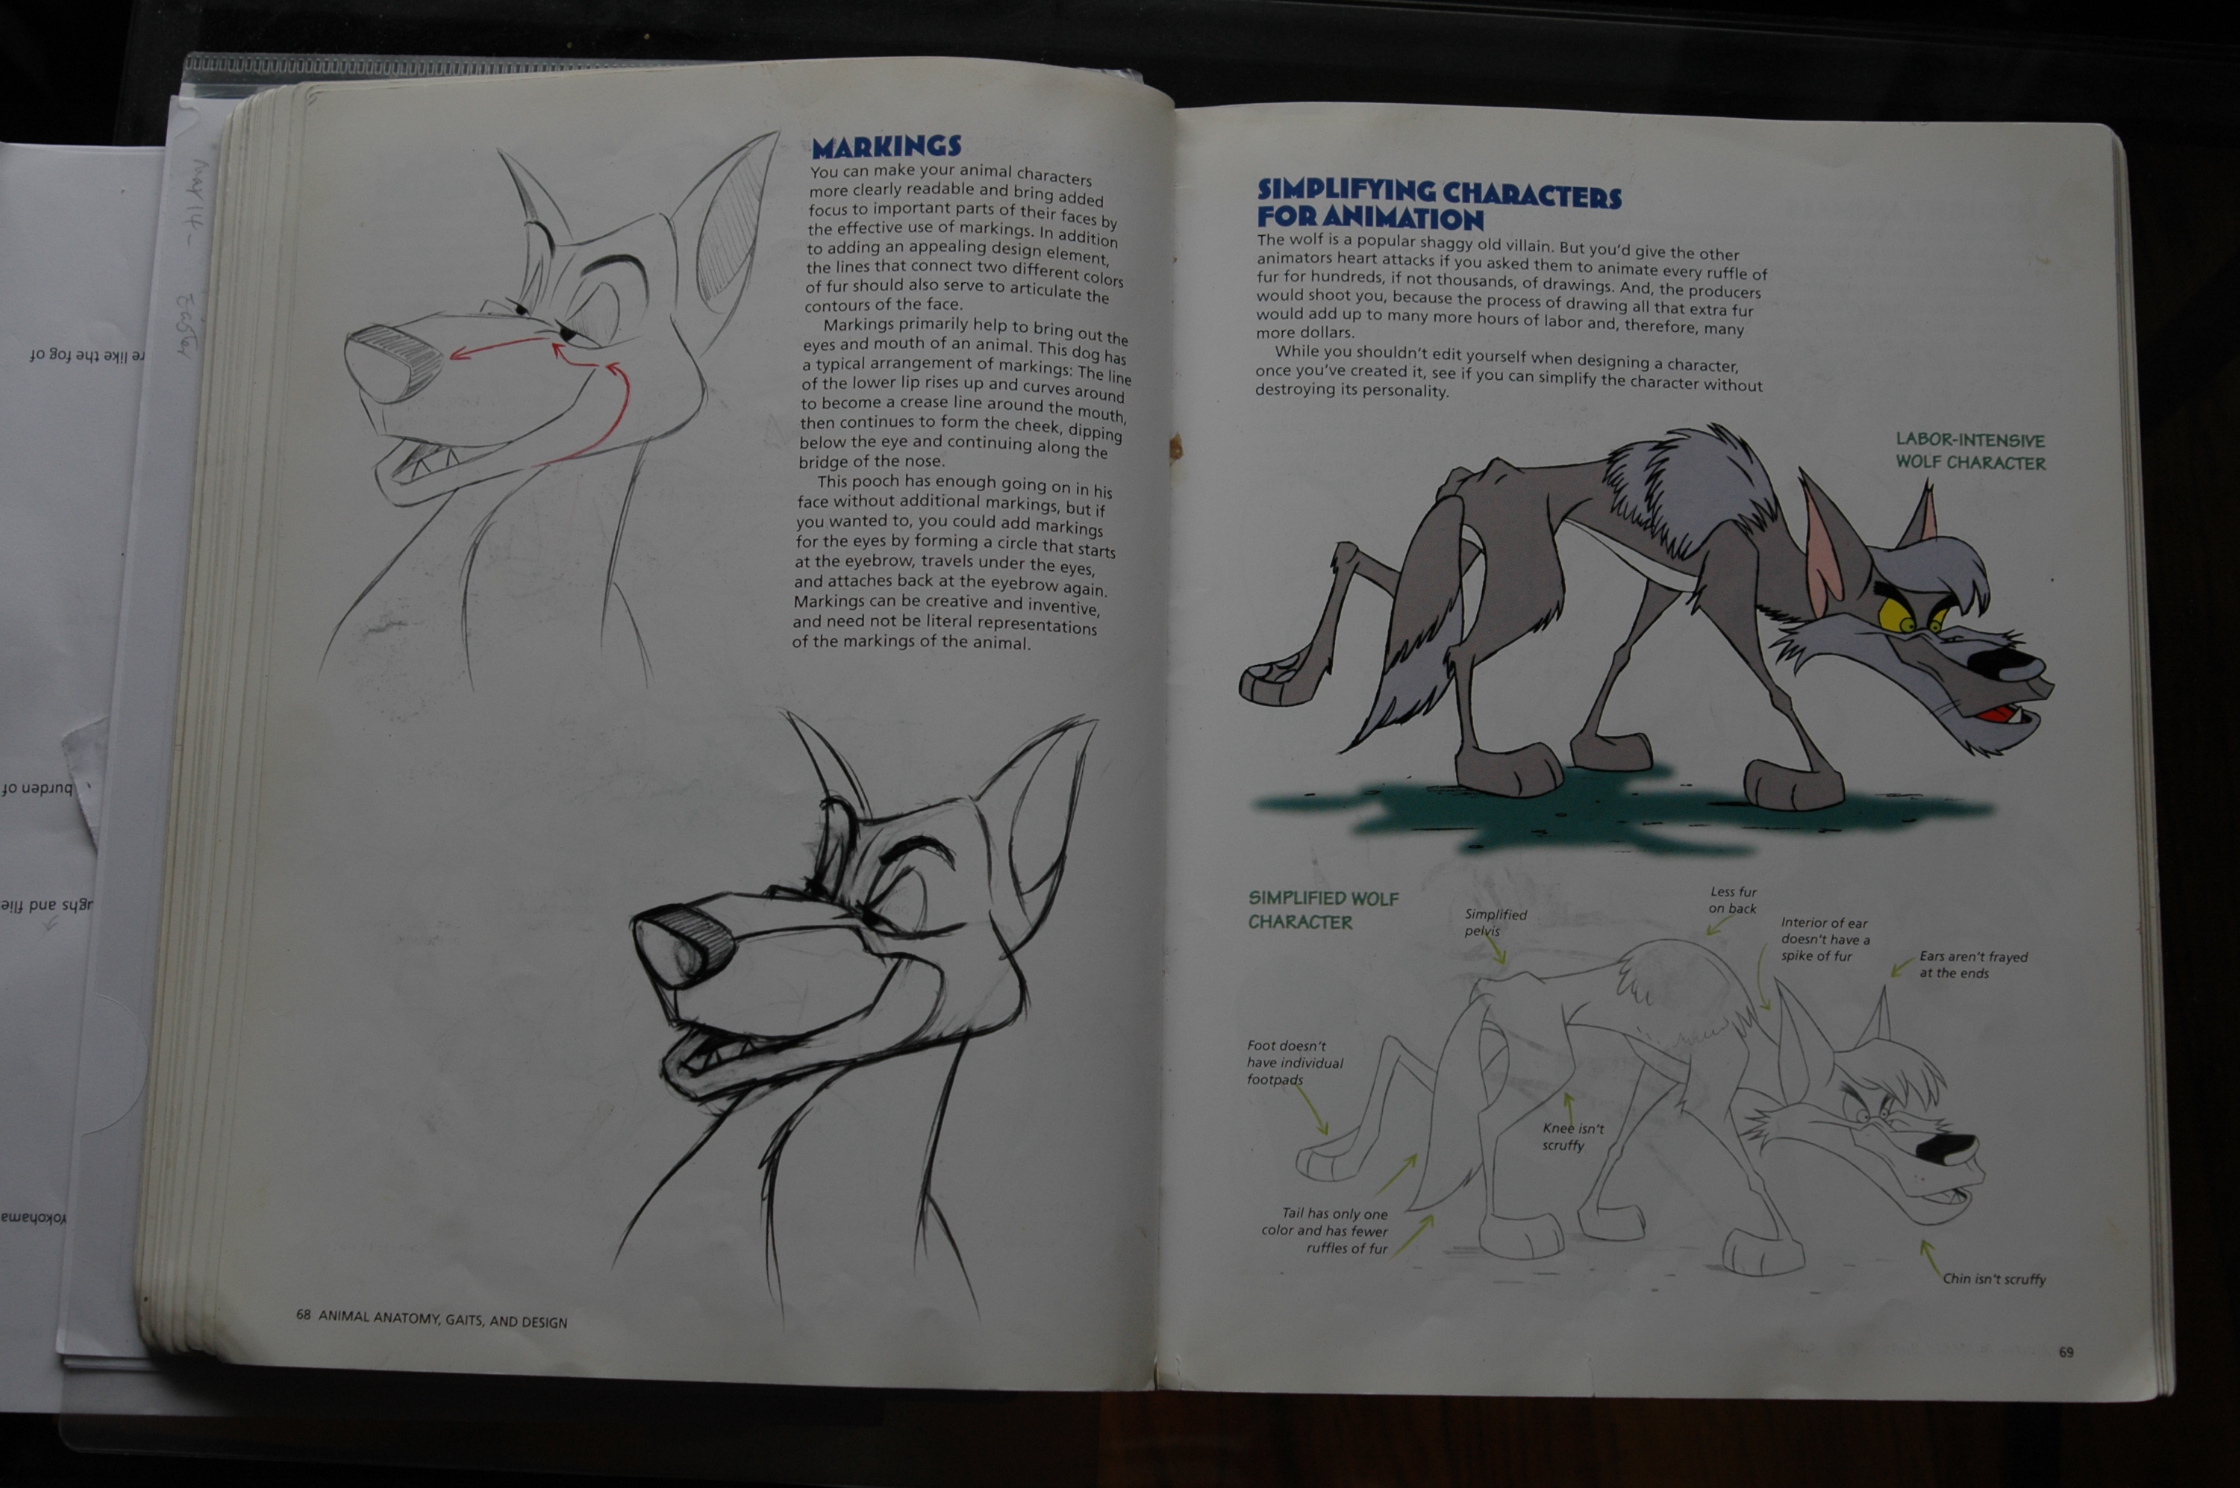 MARKINGS
You can make your animal characters
more clearly readable and bring added
focus to important parts of their faces by
the effective use of markings. In addition
to adding an appealing design element,
the lines that connect two different colors
of fur should also serve to articulate the
contours of the face.
Markings primarily help to bring out the
eyes and mouth of an animal. This dog has
a typical arrangement of markings: The line
of the lower lip rises up and curves around
to become a crease line around the mouth,
then continues to form the cheek, dipping
below the eye and continuing along the
bridge of the nose.
This pooch has enough going on in his
face without additional markings, but if
you wanted to, you could add markings
for the eyes by forming a circle that starts
at the eyebrow, travels under the eyes,
and attaches back at the eyebrow again.
Markings can be creative and inventive,
and need not be literal representations
of the markings of the animal.
68 ANIMAL ANATOMY, GAITS, AND DESIGN
SIMPLIFYING CHARACTERS
FOR ANIMATION
The wolf is a popular shaggy old villain. But you'd give the other
animators heart attacks if you asked them to animate every ruffle of
fur for hundreds, if not thousands, of drawings. And, the producers
would shoot you, because the process of drawing all that extra fur
would add up to many more hours of labor and, therefore, many
more dollars.
While you shouldn't edit yourself when designing a character,
once you've created it, see if you can simplify the character without
destroying its personality.
LABOR-INTENSIVE
WOLF CHARACTER
SIMPLIFIED WOLF
CHARACTER
Simplified
pelvis
Less fur
on back
Interior of ear
doesn't have a
spike of fur
Ears aren't frayed
at the ends
Foot doesn't
have individual
footpads
Knee isn't
scruffy
Tail has only one
color and has fewer
ruffles of fur
Chin isn't scruffy
69
re like the fog of
burden of
ughs and flie
Yokohama
Easter